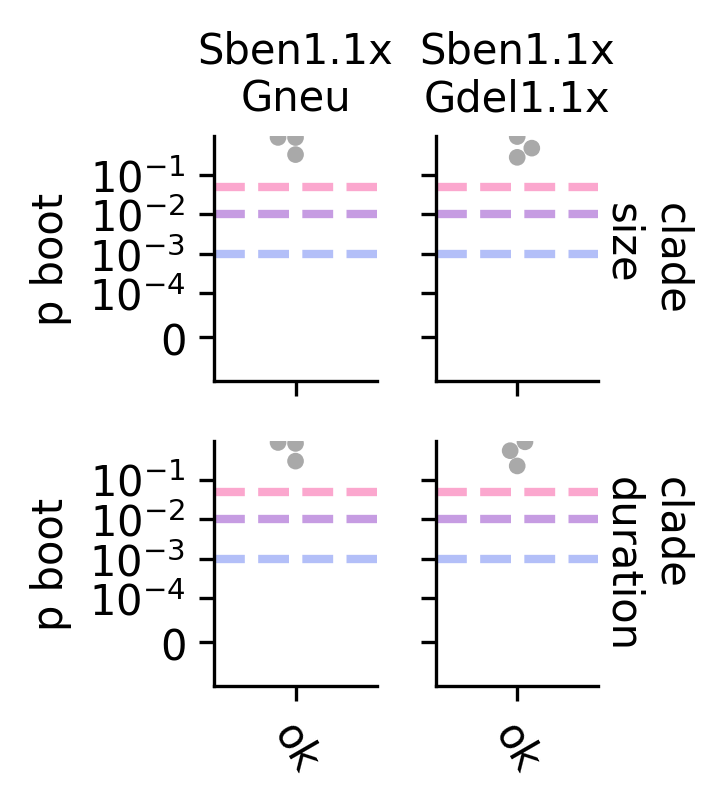 Sben1.1x
Gneu
Sben1.1x
Gdel1.1x
p boot
10⁻¹
10⁻²
10⁻³
10⁻⁴
0
clade
size
p boot
10⁻¹
10⁻²
10⁻³
10⁻⁴
0
clade
duration
ok
ok